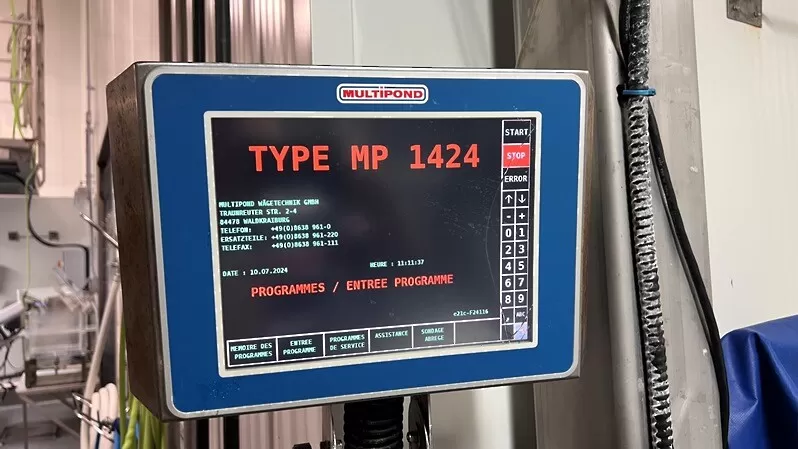 MULTIPOND
TYPE MP 1424
MULTIPOND WÄGETECHNIK GMBH
TRAUNREUTER STR. 2-4
84478 WALDKRAIBURG
TELEFON: +49(0)8638 961-0
ERSATZTEILE: +49(0)8638 961-220
TELEFAX: +49(0)8638 961-111
DATE : 10.07.2024
HEURE : 11:11:37
PROGRAMMES / ENTREE PROGRAMME
e21c-F24116
MEMOIRE DES
PROGRAMMES
ENTREE
PROGRAMME
PROGRAMMES
DE SERVICE
ASSISTANCE
SONDAGE
ABREGE
START
STOP
ERROR
↑ ↓
- +
0 1
2 3
4 5
6 7
8 9
, ABC